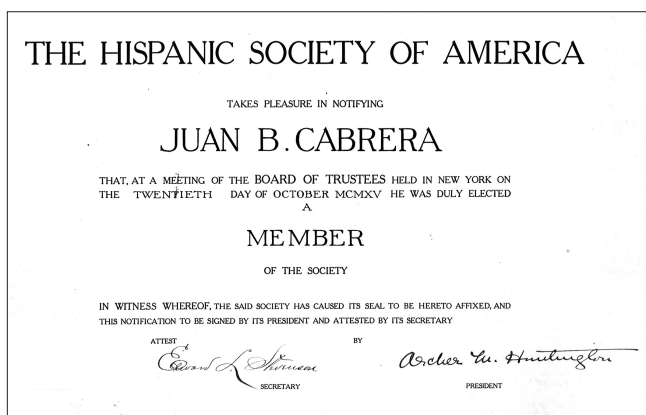 THE HISPANIC SOCIETY OF AMERICA
TAKES PLEASURE IN NOTIFYING
JUAN B. CABRERA
THAT, AT A MEETING OF THE BOARD OF TRUSTEES HELD IN NEW YORK ON
THE TWENTIETH DAY OF OCTOBER MCMXV HE WAS DULY ELECTED
A
MEMBER
OF THE SOCIETY
IN WITNESS WHEREOF, THE SAID SOCIETY HAS CAUSED ITS SEAL TO BE HERETO AFFIXED, AND
THIS NOTIFICATION TO BE SIGNED BY ITS PRESIDENT AND ATTESTED BY ITS SECRETARY
ATTEST BY
Edward L. Archer M. Huntington
SECRETARY PRESIDENT